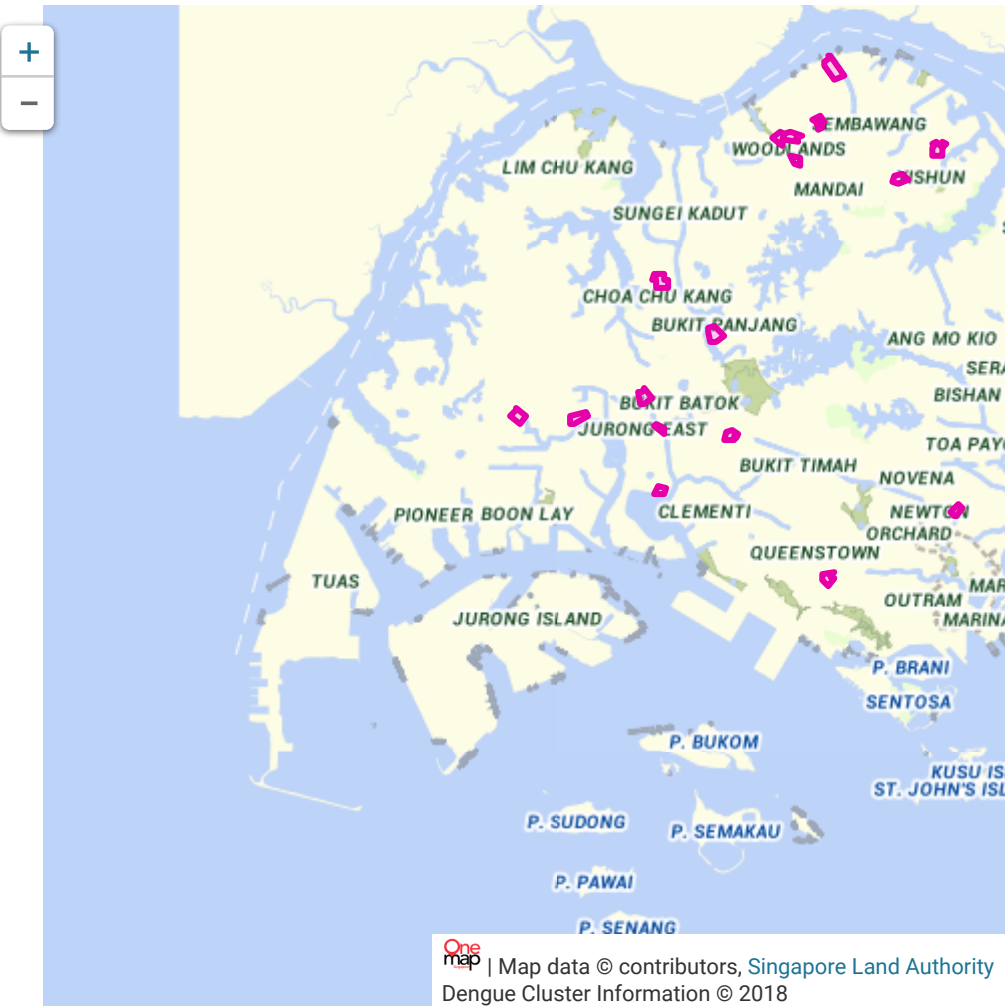 +
−
SEMBAWANG
WOODLANDS
LIM CHU KANG
YISHUN
MANDAI
SUNGEI KADUT
CHOA CHU KANG
BUKIT PANJANG
ANG MO KIO
SERA
BISHAN
BUKIT BATOK
JURONG EAST
TOA PAYO
BUKIT TIMAH
NOVENA
PIONEER BOON LAY
CLEMENTI
NEWTON
ORCHARD
QUEENSTOWN
TUAS
MAR
OUTRAM
JURONG ISLAND
MARINA
P. BRANI
SENTOSA
P. BUKOM
KUSU IS
ST. JOHN'S ISL
P. SUDONG
P. SEMAKAU
P. PAWAI
P. SENANG
One
map | Map data © contributors, Singapore Land Authority
Dengue Cluster Information © 2018